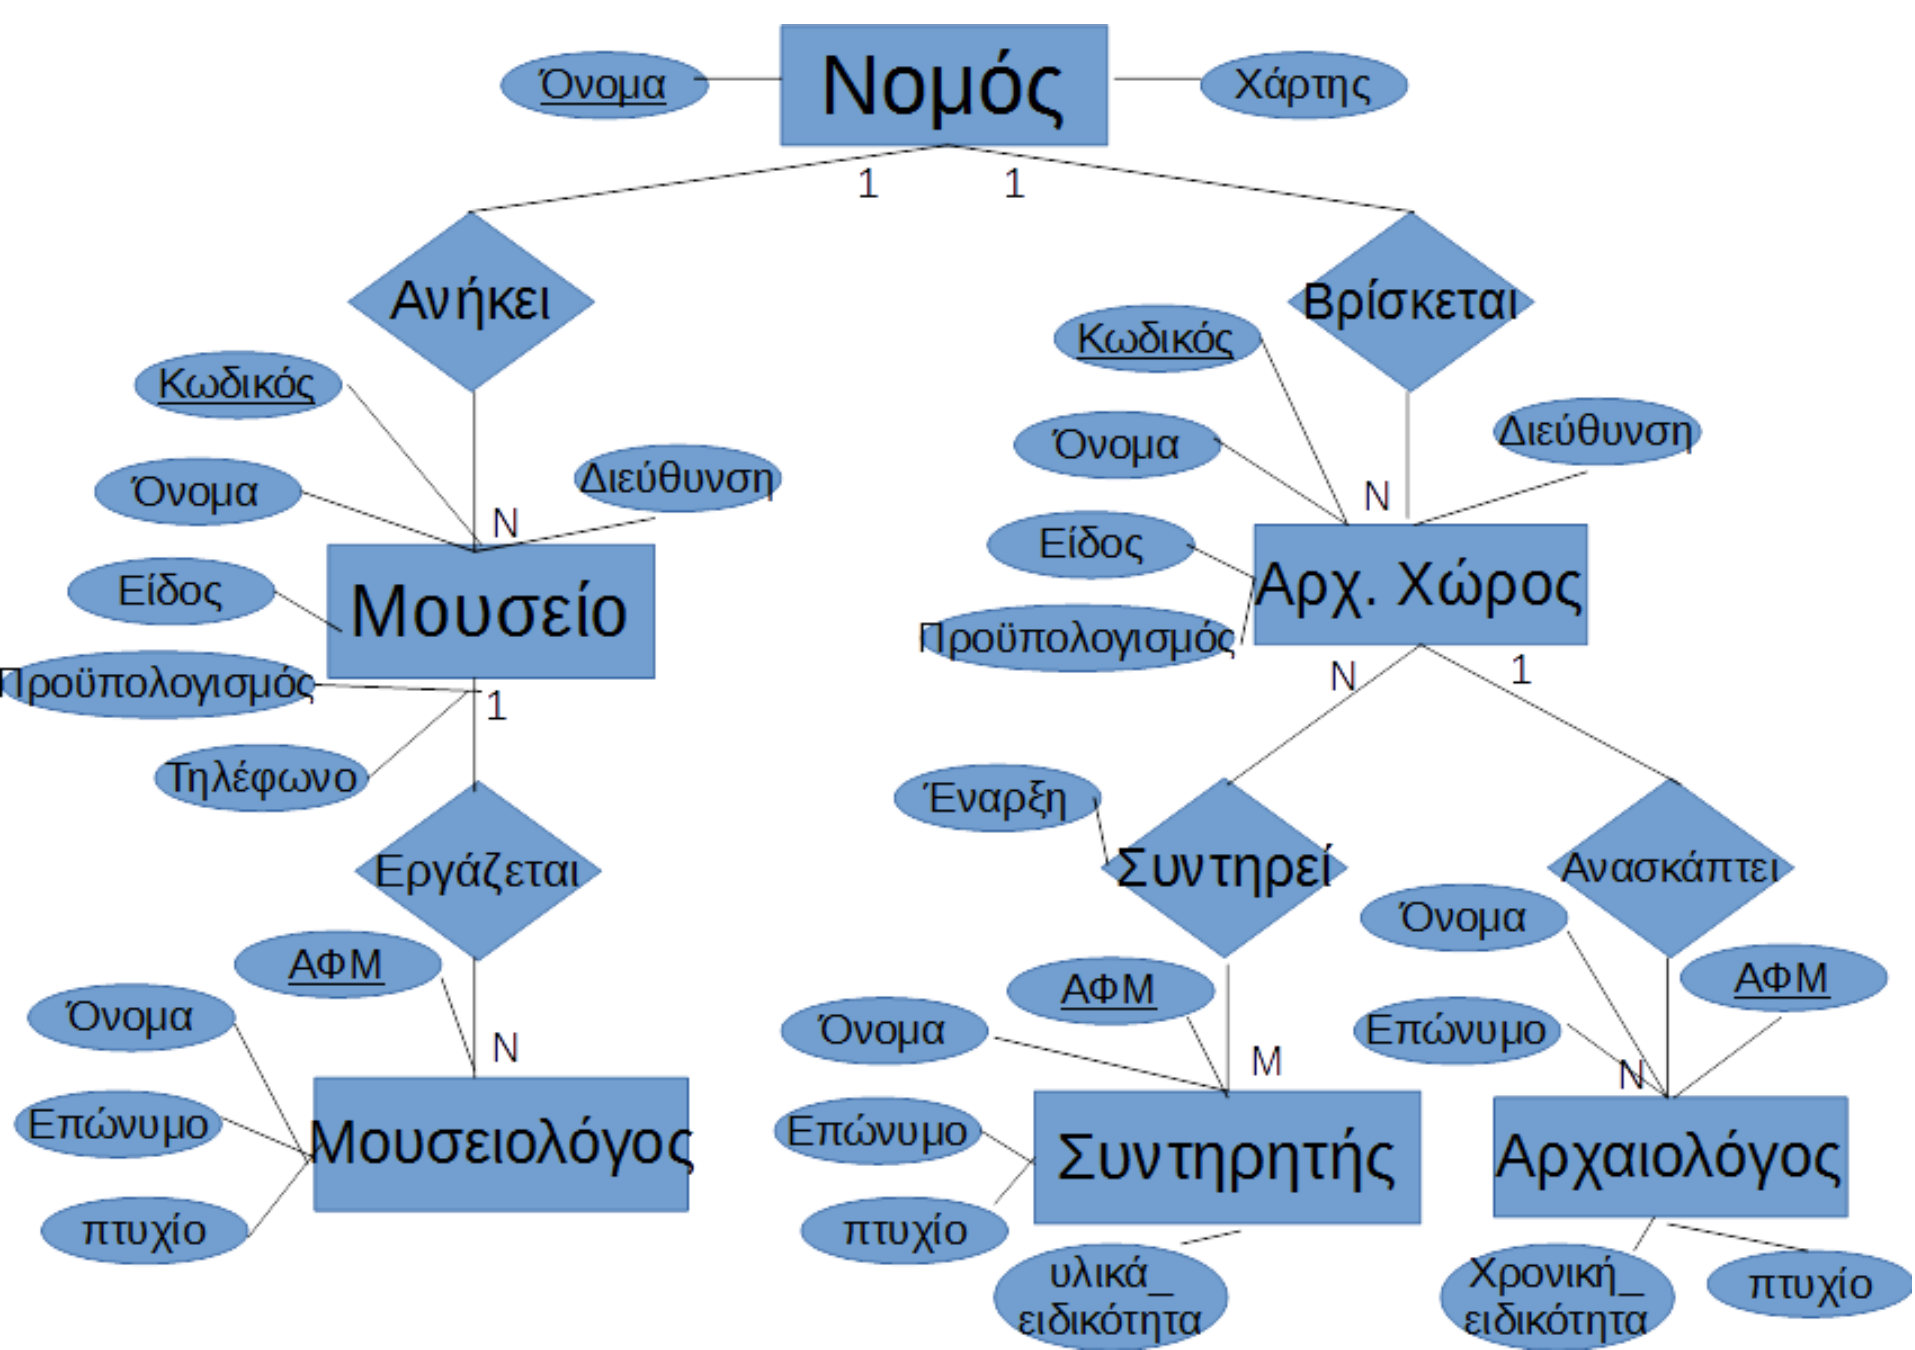 Όνομα
Νομός
Χάρτης
1
1
Ανήκει
Βρίσκεται
Κωδικός
Κωδικός
Όνομα
Διεύθυνση
Όνομα
Διεύθυνση
N
N
Είδος
Μουσείο
Είδος
Αρχ. Χώρος
Προϋπολογισμός
Προϋπολογισμός
1
N
1
Τηλέφωνο
Έναρξη
Εργάζεται
Συντηρεί
Ανασκάπτει
ΑΦΜ
Όνομα
ΑΦΜ
Όνομα
N
ΑΦΜ
Όνομα
M
Επώνυμο
N
Επώνυμο
Μουσειολόγος
Επώνυμο
Συντηρητής
Αρχαιολόγος
πτυχίο
πτυχίο
υλικά_
ειδικότητα
Χρονική_
ειδικότητα
πτυχίο